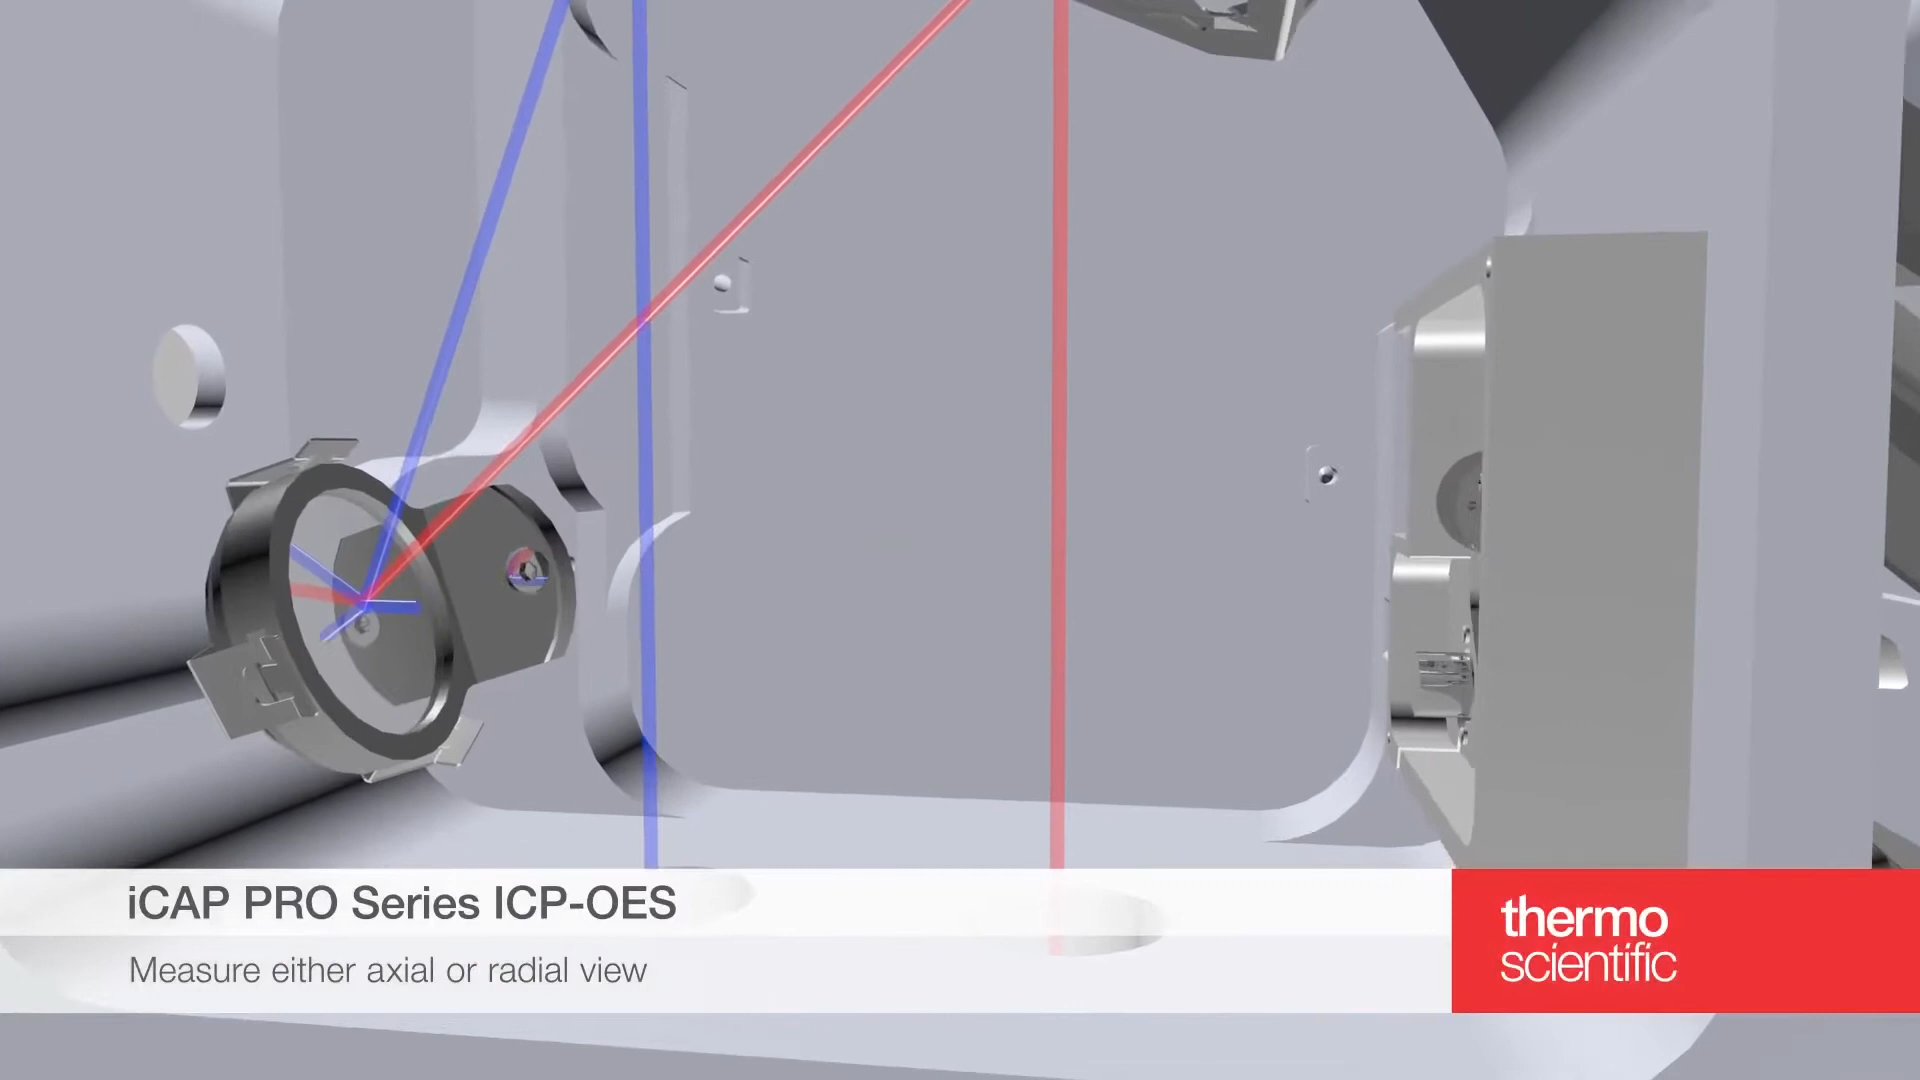 iCAP PRO Series ICP-OES
Measure either axial or radial view
thermo
scientific